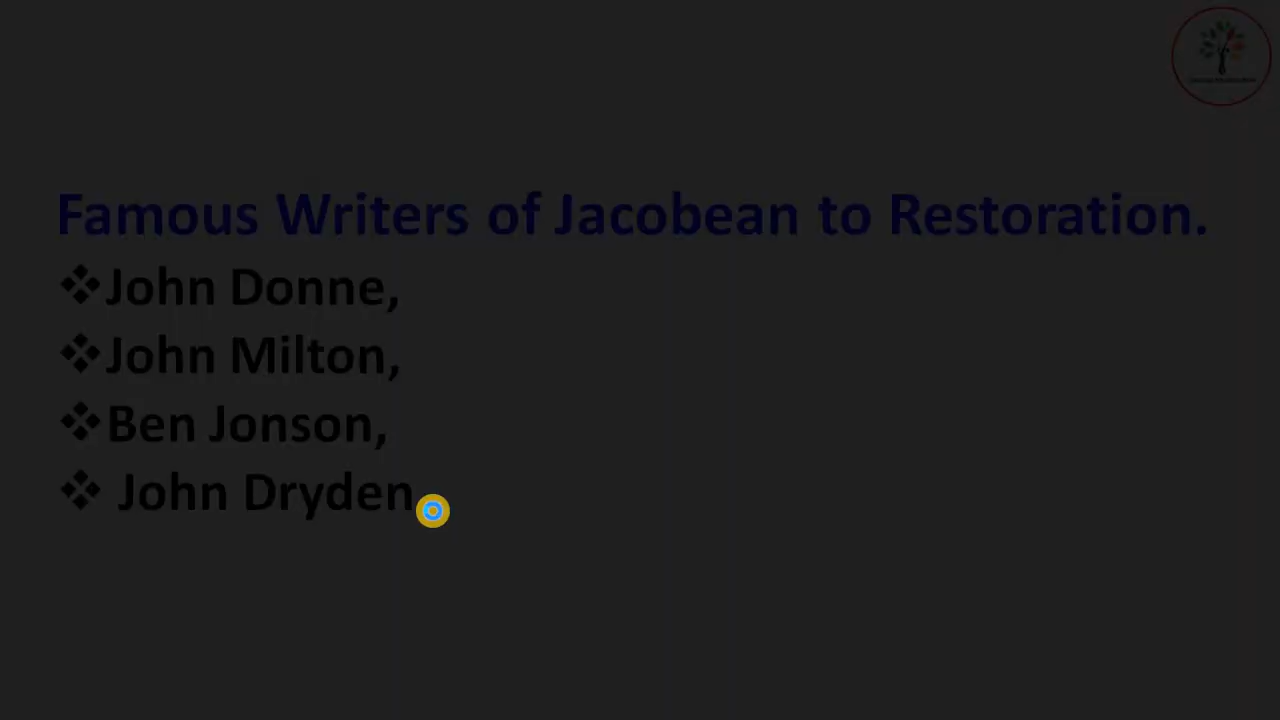 Famous Writers of Jacobean to Restoration.
❖John Donne,
❖John Milton,
❖Ben Jonson,
❖ John Dryden